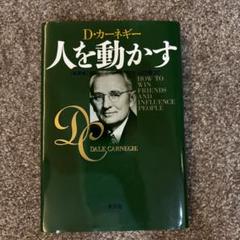 D・カーネギー
人を動かす
HOW TO
WIN
FRIENDS
AND
INFLUENCE
PEOPLE
DC
DALE CARNEGIE